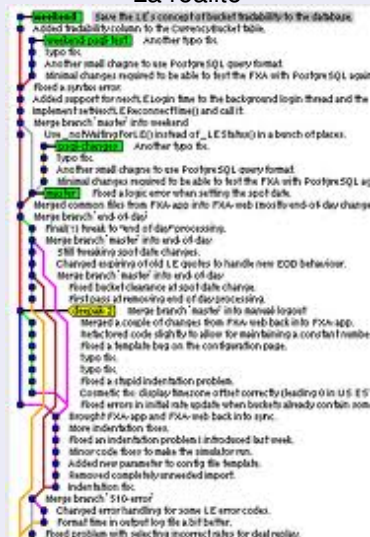 La réalité
weekend Save the LE's concept of bucket tradability to the database.
Added tradability column to the CurrencyBucket table.
weekend-pgsql-test Another typo fix.
Typo fix.
Another small chagne to use PostgreSQL query format.
Minimal changes required to be able to test the FXA with PostgreSQL again
Fixed a syntax error.
Added support for nextLELogin time to the background login thread and the
Implement setNextLEReconnectTime() and call it.
Merge branch 'master' into weekend
Use _notWaitingForLE() instead of _LEStatus() in a bunch of places.
pgsql-changes Another typo fix.
Typo fix.
Another small chagne to use PostgreSQL query format.
Minimal changes required to be able to test the FXA with PostgreSQL ag
master Fixed a logic error when setting the spot date.
Merged common files from FXA-app into FXA-web (mostly end-of-day change
Merge branch 'end-of-day'
Final(?) tweak to "end of day" processing.
Merge branch 'master' into end-of-day
Still tweaking spot date changes.
Changed expiring of old LE quotes to handle new EOD behaviour.
Merge branch 'master' into end-of-day
Fixed bucket clearance at spot date change.
First pass at removing end of day processing.
Merge branch 'master' into manual-logout
Merged a couple of changes from FXA-web back into FXA-app.
Refactored code slightly to allow for maintaining a constant numbe
Fixed a template bug on the configuration page.
Typo fix.
Typo fix.
Fixed a stupid indentation problem.
Cosmetic fix: display timezone offset correctly (leading 0 in US EST
Fixed errors in initial rate update when buckets already contain som
Brought FXA-app and FXA-web back into sync.
More indentation fixes.
Fixed an indentation problem I introduced last week.
Minor code fixes to make the simulator run.
Added new parameter to config file template.
Removed completely unneeded import.
Indentation fix.
Merge branch '510-error'
Changed error handling for some LE error codes.
Format time in output log file a bit better.
Fixed problem with selecting incorrect rates for deal replay.